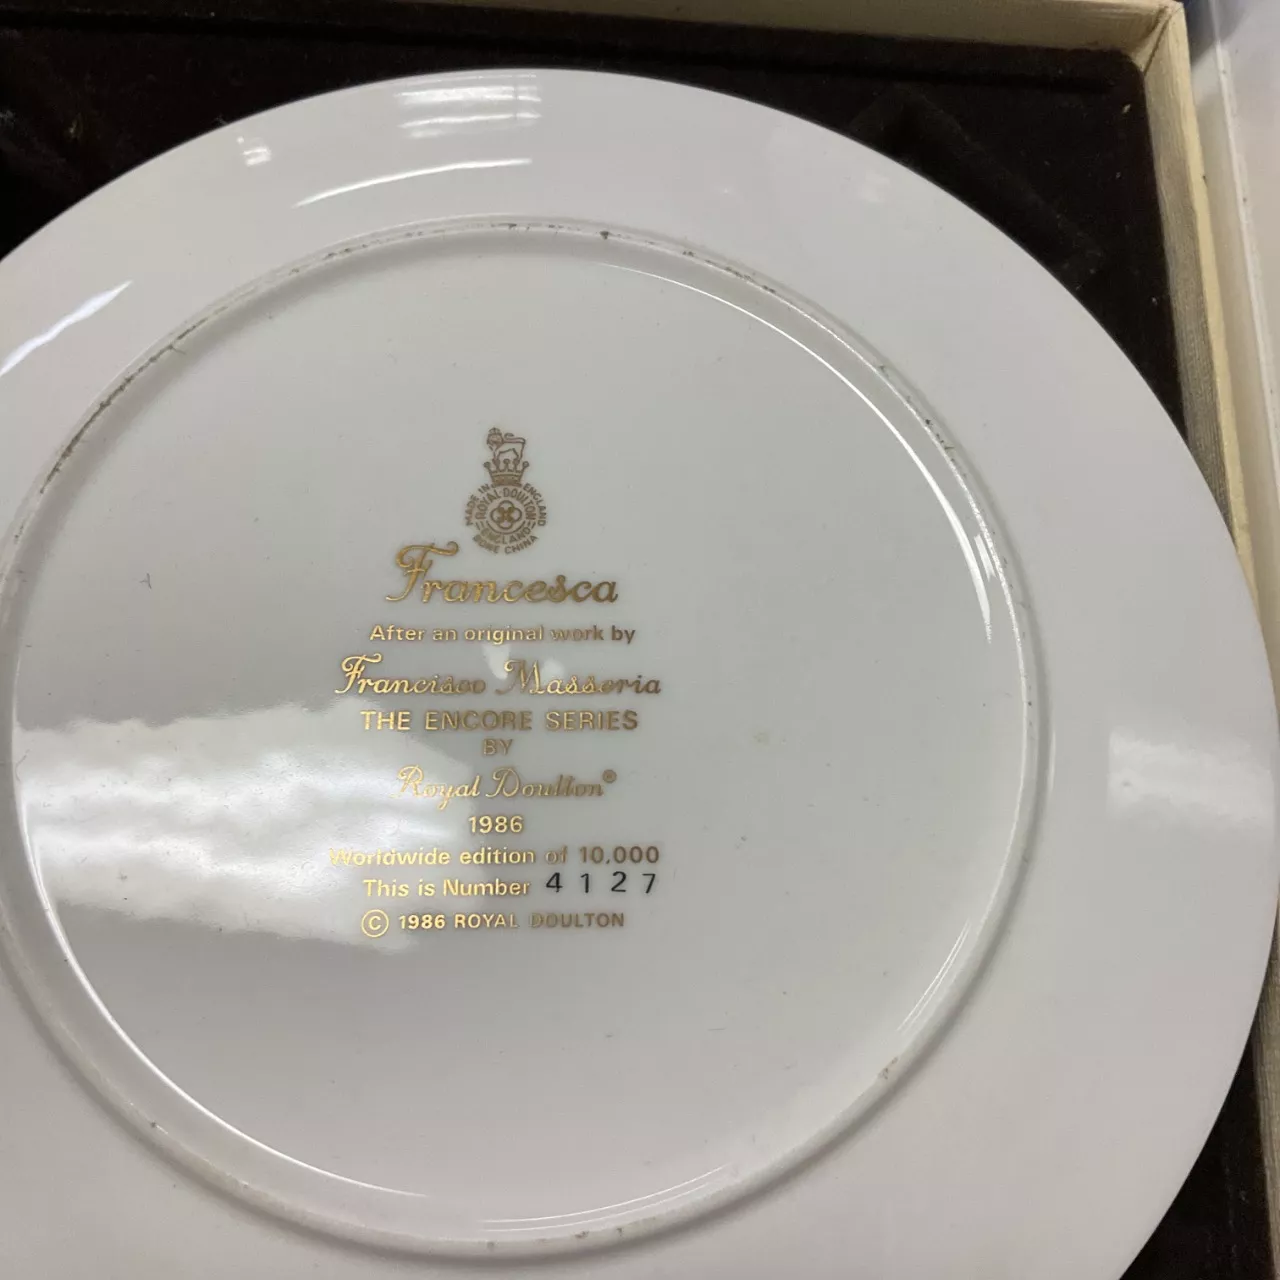 MADE IN ENGLAND
ROYAL DOULTON
ENGLAND
BONE CHINA
Francesca
After an original work by
Francisco Masseria
THE ENCORE SERIES
BY
Royal Doulton®
1986
Worldwide edition of 10,000
This is Number 4127
© 1986 ROYAL DOULTON